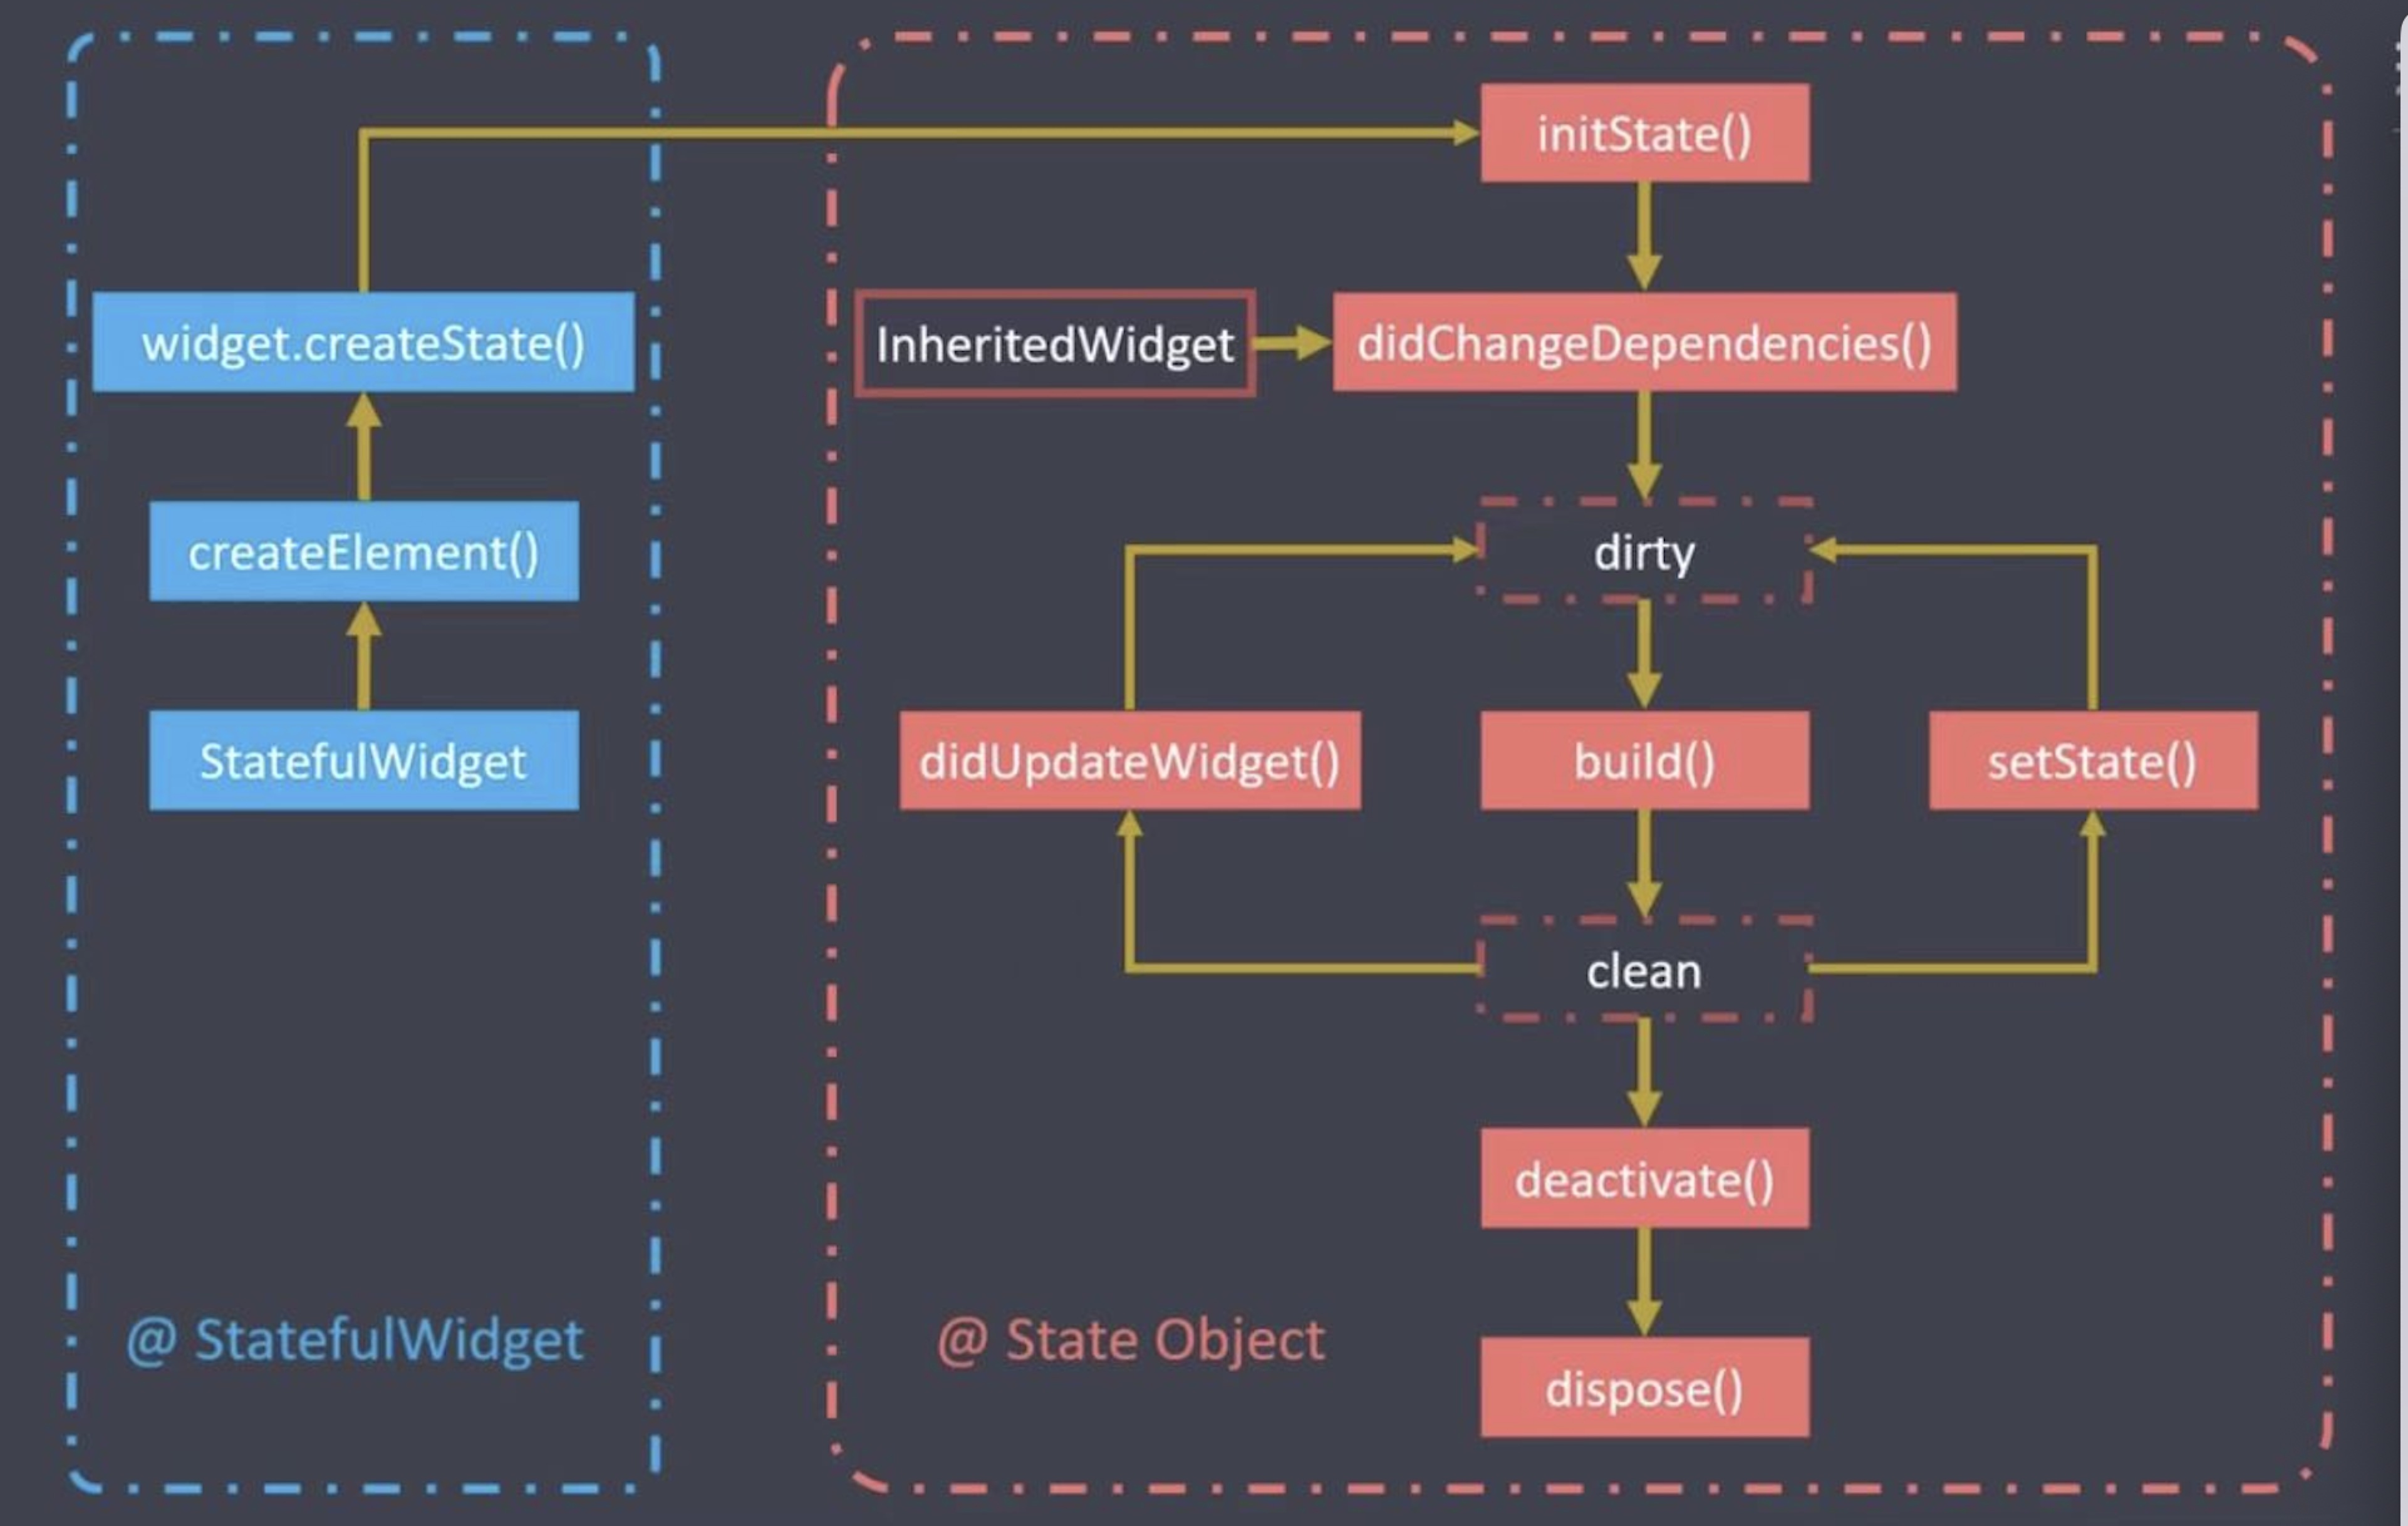 initState()
widget.createState()
InheritedWidget
didChangeDependencies()
createElement()
dirty
StatefulWidget
didUpdateWidget()
build()
setState()
clean
deactivate()
@ StatefulWidget
@ State Object
dispose()